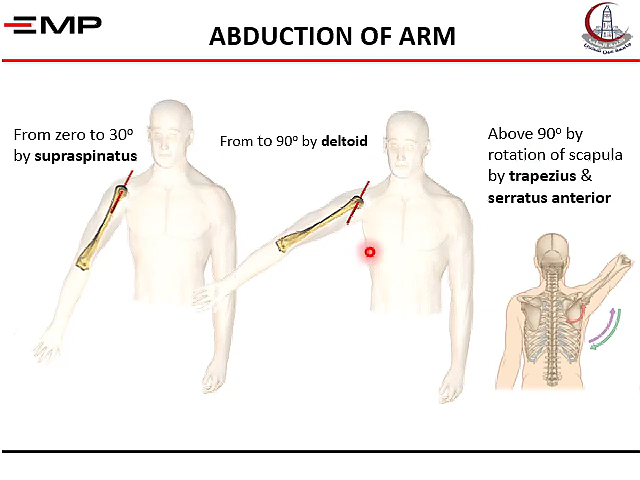 EMP
ABDUCTION OF ARM
From zero to 30º
by supraspinatus
From to 90º by deltoid
Above 90º by
rotation of scapula
by trapezius &
serratus anterior